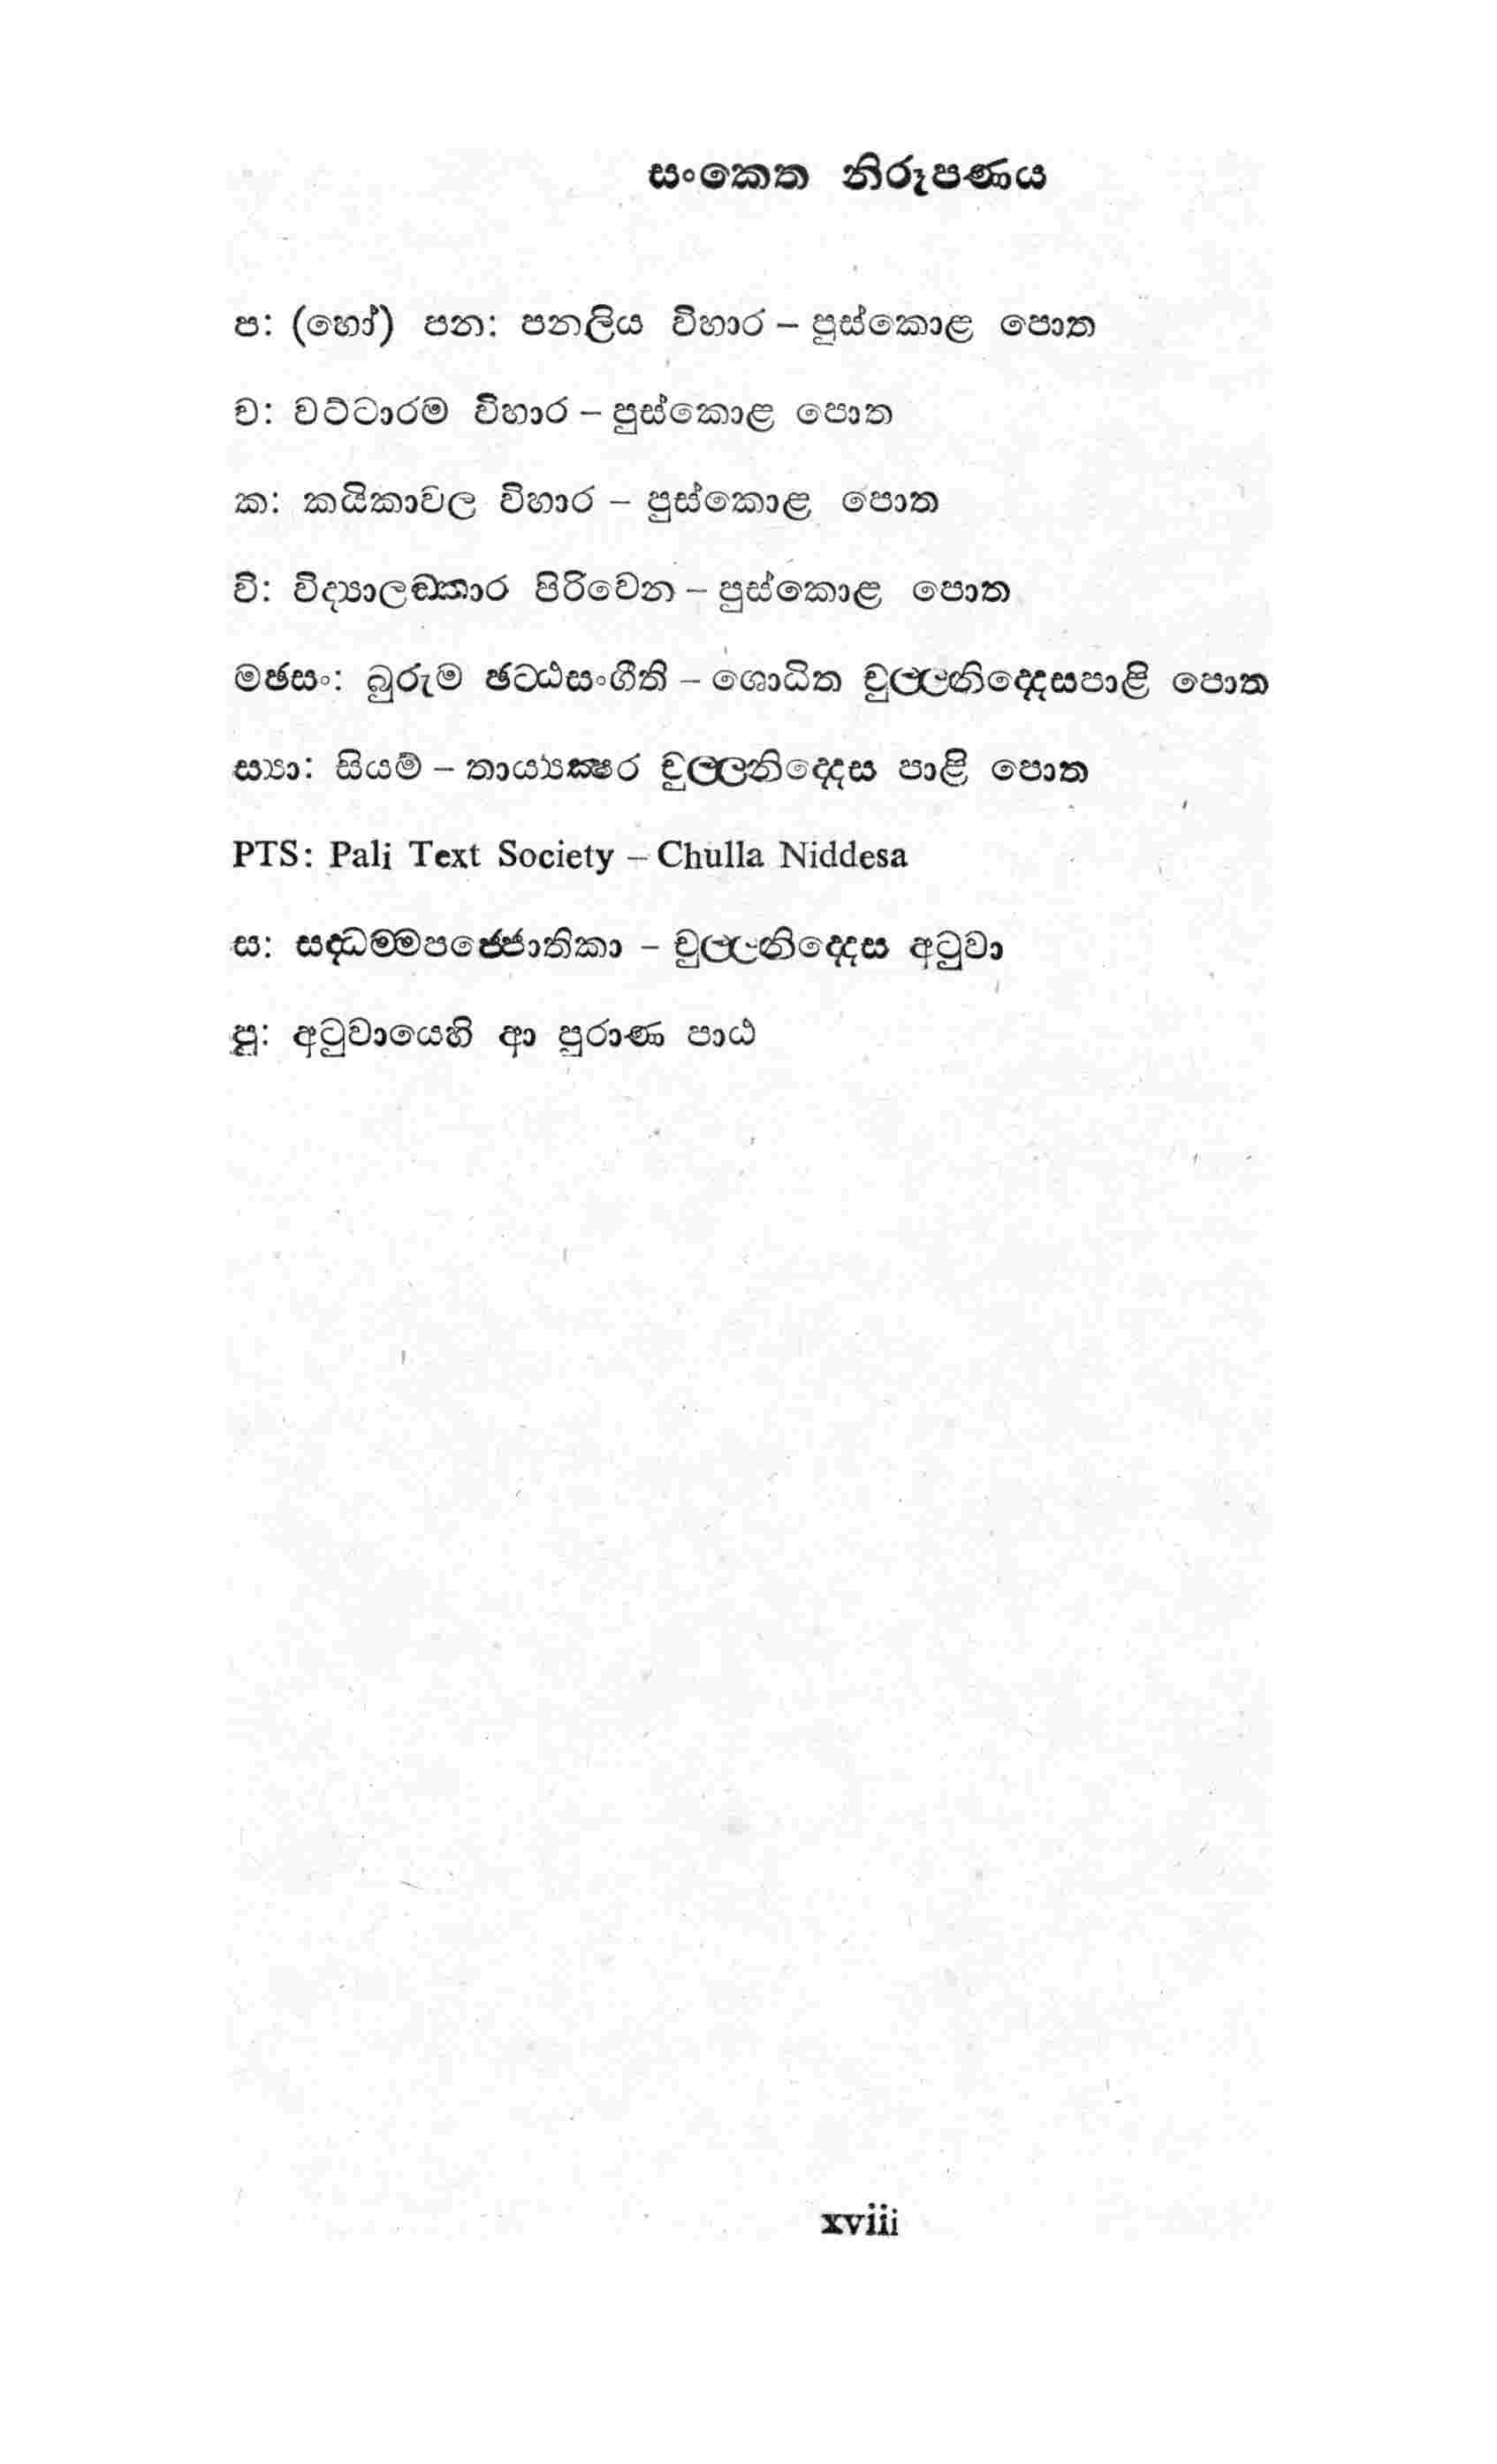 සංකෙත නිරූපණය
ප: (හෝ) පන: පනලිය විහාර – පුස්කොළ පොත
ව: වට්ටාරම විහාර – පුස්කොළ පොත
ක: කයිකාවල විහාර – පුස්කොළ පොත
වි: විද්‍යාලඞ්කාර පිරිවෙන – පුස්කොළ පොත
මඡසං: බුරුම ඡට්ඨසංගීති – ශොධිත චුල්ලනිද්දෙසපාළි පොත
ස්‍යා: සියම් – තාය්‍යක්ෂර චුල්ලනිද්දෙස පාළි පොත
PTS: Pali Text Society – Chulla Niddesa
ස: සද්ධම්මපජ්ජොතිකා – චුල්ලනිද්දෙස අටුවා
පු: අටුවායෙහි ආ පුරාණ පාඨ
xviii